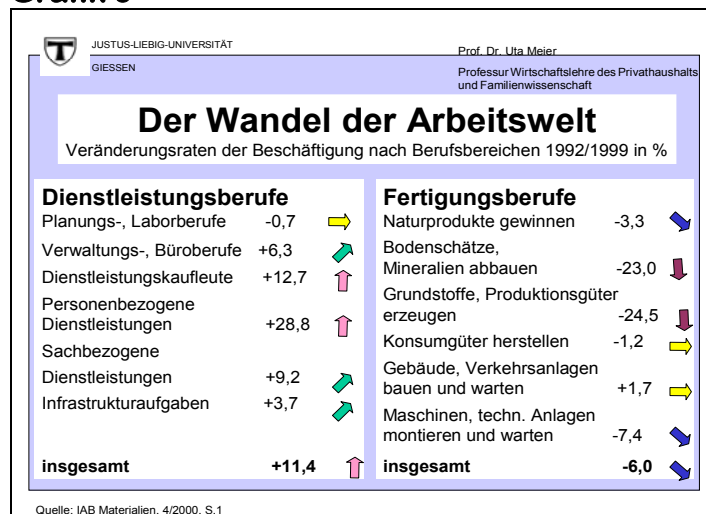 JUSTUS-LIEBIG-UNIVERSITÄT
GIESSEN
Prof. Dr. Uta Meier
Professur Wirtschaftslehre des Privathaushalts
und Familienwissenschaft
Der Wandel der Arbeitswelt
Veränderungsraten der Beschäftigung nach Berufsbereichen 1992/1999 in %
Dienstleistungsberufe
Planungs-, Laborberufe -0,7
Verwaltungs-, Büroberufe +6,3
Dienstleistungskaufleute +12,7
Personenbezogene
Dienstleistungen +28,8
Sachbezogene
Dienstleistungen +9,2
Infrastrukturaufgaben +3,7
insgesamt +11,4
Fertigungsberufe
Naturprodukte gewinnen -3,3
Bodenschätze,
Mineralien abbauen -23,0
Grundstoffe, Produktionsgüter
erzeugen -24,5
Konsumgüter herstellen -1,2
Gebäude, Verkehrsanlagen
bauen und warten +1,7
Maschinen, techn. Anlagen
montieren und warten -7,4
insgesamt -6,0
Quelle: IAB Materialien, 4/2000, S.1